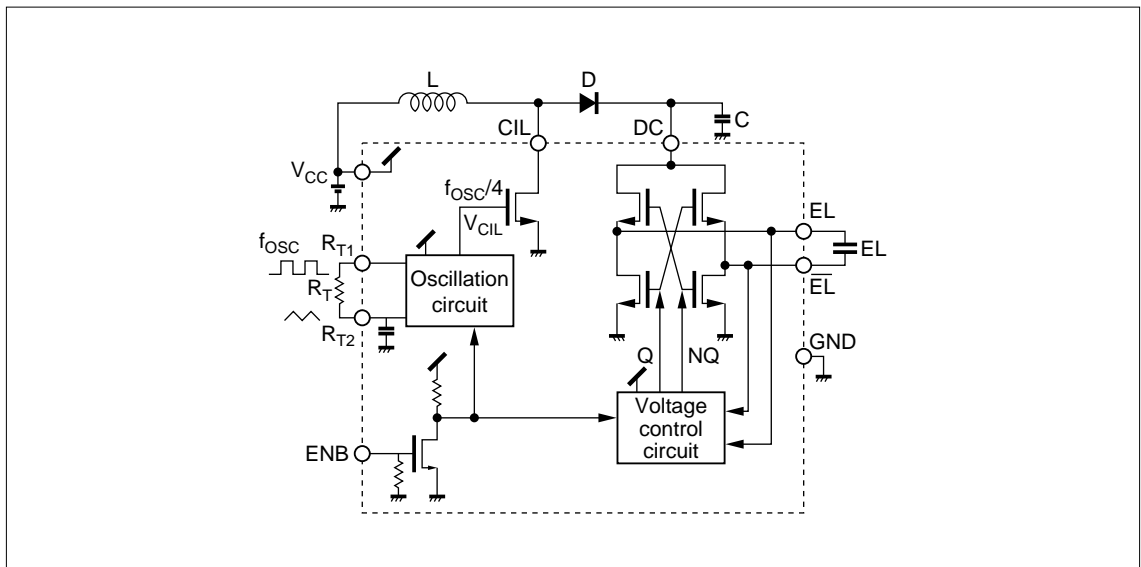 L
D
CIL
DC
C
VCC
fOSC/4
VCIL
EL
EL
EL
fOSC
RT1
RT
RT2
Oscillation
circuit
GND
Q
NQ
Voltage
control
circuit
ENB